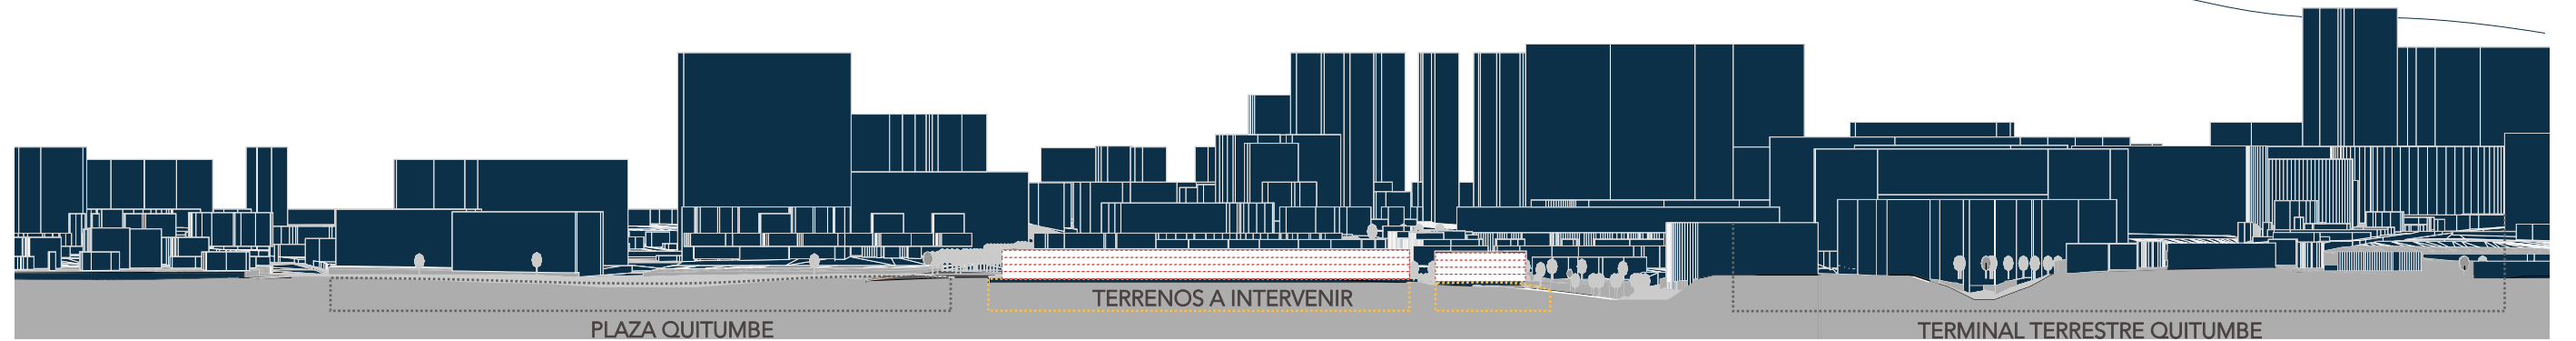 TERRENOS A INTERVENIR
PLAZA QUITUMBE
TERMINAL TERRESTRE QUITUMBE